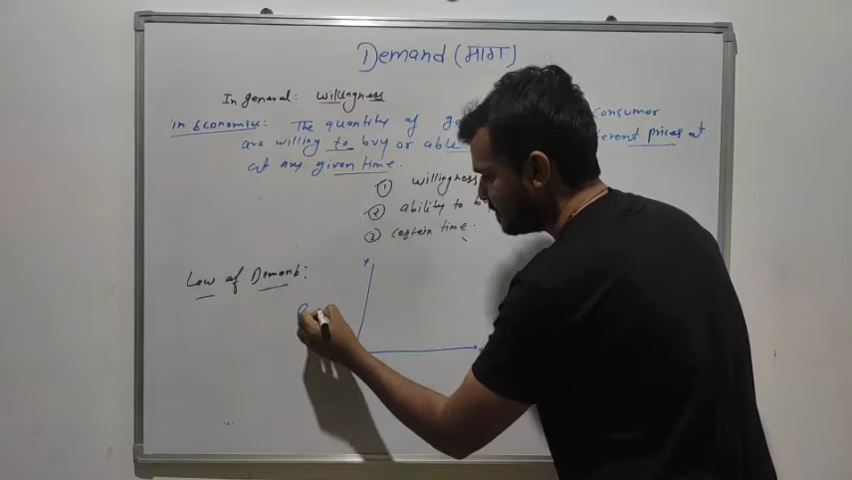 Demand (माांग)
In general: willingness
in Economics: The quantity of consumer
are willing to buy or able prices at
at any given time.
① willingness
② ability to
③ certain time.
Law of Demanb: